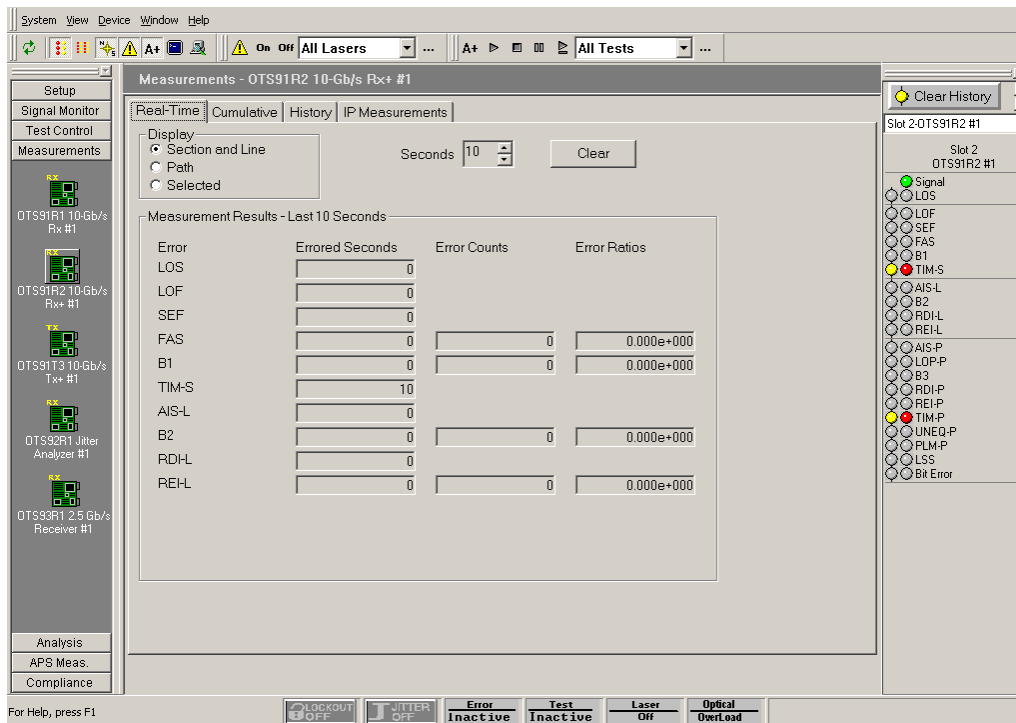 System View Device Window Help
A+ On Off All Lasers ... A+ All Tests ...
Setup
Signal Monitor
Test Control
Measurements
RX
OTS91R1 10-Gb/s
Rx #1
RX
OTS91R2 10-Gb/s
Rx+ #1
TX
OTS91T3 10-Gb/s
Tx+ #1
RX
OTS92R1 Jitter
Analyzer #1
RX
OTS93R1 2.5 Gb/s
Receiver #1
Analysis
APS Meas.
Compliance
Measurements - OTS91R2 10-Gb/s Rx+ #1
Real-Time Cumulative History IP Measurements
Display
Section and Line
Path
Selected
Seconds 10 Clear
Measurement Results - Last 10 Seconds
Error Errored Seconds Error Counts Error Ratios
LOS 0
LOF 0
SEF 0
FAS 0 0 0.000e+000
B1 0 0 0.000e+000
TIM-S 10
AIS-L 0
B2 0 0 0.000e+000
RDI-L 0
REI-L 0 0 0.000e+000
Clear History
Slot 2-OTS91R2 #1
Slot 2
OTS91R2 #1
Signal
LOS
LOF
SEF
FAS
B1
TIM-S
AIS-L
B2
RDI-L
REI-L
AIS-P
LOP-P
B3
RDI-P
REI-P
TIM-P
UNEQ-P
PLM-P
LSS
Bit Error
For Help, press F1
LOCKOUT
OFF
JITTER
OFF
Error
Inactive
Test
Inactive
Laser
Off
Optical
OverLoad